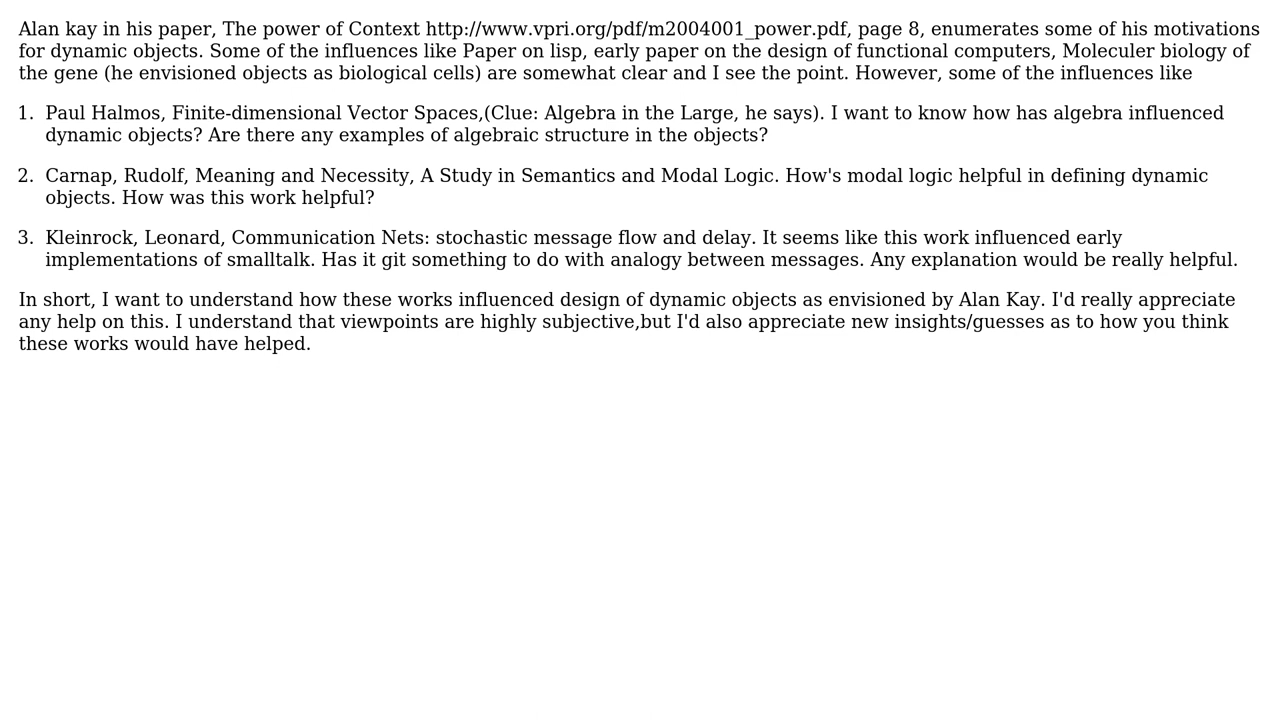 Alan kay in his paper, The power of Context http://www.vpri.org/pdf/m2004001_power.pdf, page 8, enumerates some of his motivations
for dynamic objects. Some of the influences like Paper on lisp, early paper on the design of functional computers, Moleculer biology of
the gene (he envisioned objects as biological cells) are somewhat clear and I see the point. However, some of the influences like
1. Paul Halmos, Finite-dimensional Vector Spaces,(Clue: Algebra in the Large, he says). I want to know how has algebra influenced
dynamic objects? Are there any examples of algebraic structure in the objects?
2. Carnap, Rudolf, Meaning and Necessity, A Study in Semantics and Modal Logic. How's modal logic helpful in defining dynamic
objects. How was this work helpful?
3. Kleinrock, Leonard, Communication Nets: stochastic message flow and delay. It seems like this work influenced early
implementations of smalltalk. Has it git something to do with analogy between messages. Any explanation would be really helpful.
In short, I want to understand how these works influenced design of dynamic objects as envisioned by Alan Kay. I'd really appreciate
any help on this. I understand that viewpoints are highly subjective,but I'd also appreciate new insights/guesses as to how you think
these works would have helped.